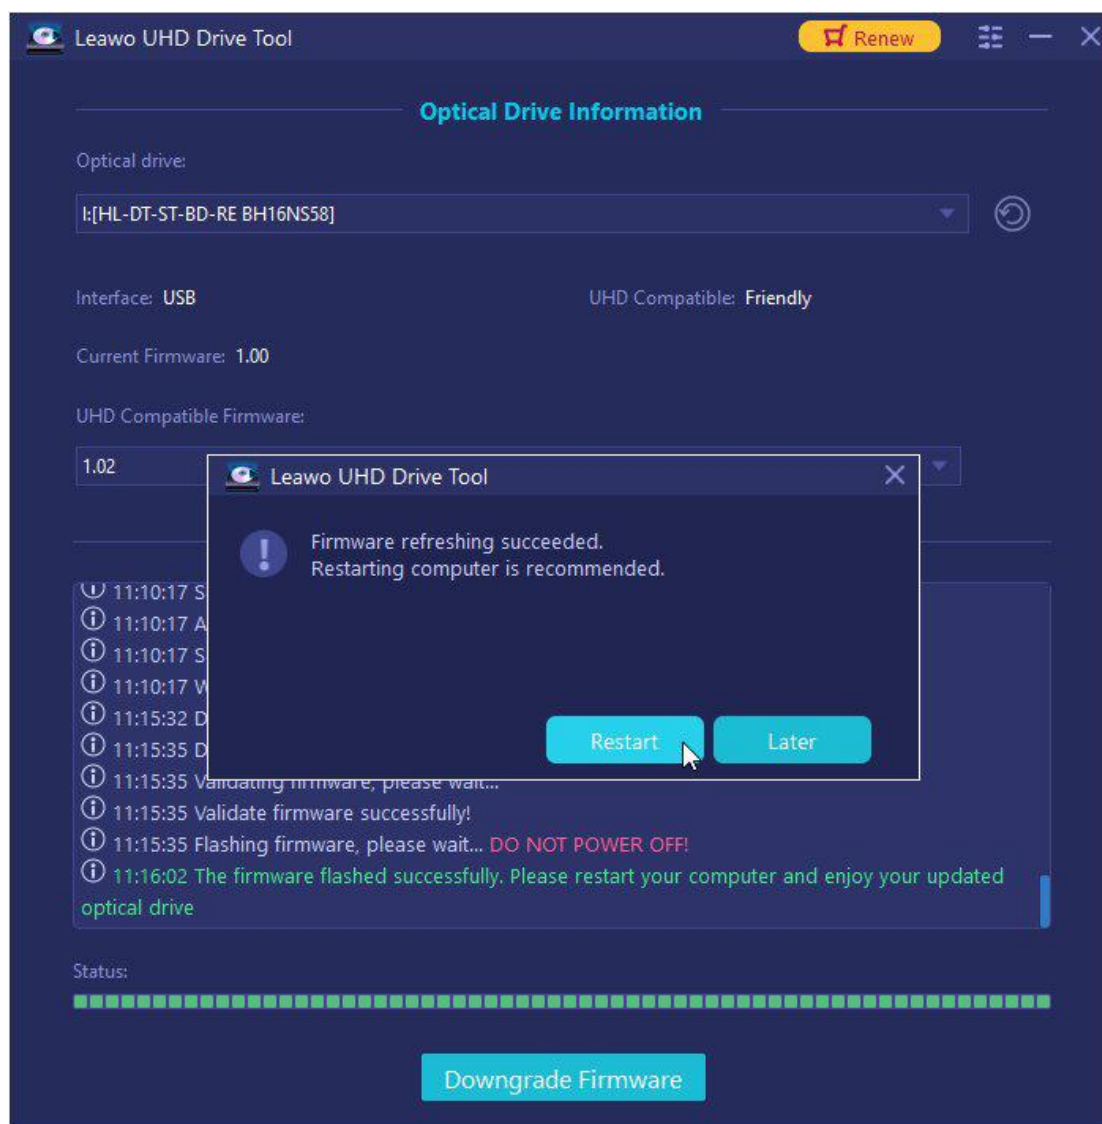 Leawo UHD Drive Tool
Renew
Optical Drive Information
Optical drive:
I:[HL-DT-ST-BD-RE BH16NS58]
Interface: USB
UHD Compatible: Friendly
Current Firmware: 1.00
UHD Compatible Firmware:
1.02
Leawo UHD Drive Tool
Firmware refreshing succeeded.
Restarting computer is recommended.
Restart
Later
11:10:17 S
11:10:17 A
11:10:17 S
11:10:17 W
11:15:32 D
11:15:35 D
11:15:35 Validating firmware, please wait...
11:15:35 Validate firmware successfully!
11:15:35 Flashing firmware, please wait... DO NOT POWER OFF!
11:16:02 The firmware flashed successfully. Please restart your computer and enjoy your updated
optical drive
Status:
Downgrade Firmware